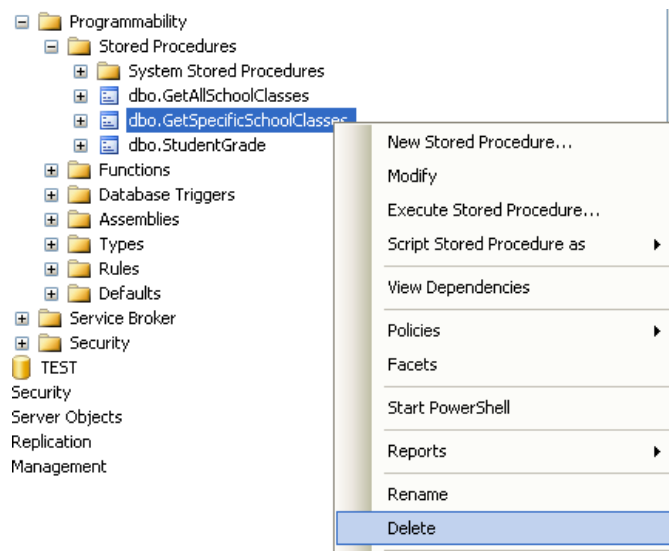 Programmability
Stored Procedures
System Stored Procedures
dbo.GetAllSchoolClasses
dbo.GetSpecificSchoolClasses
dbo.StudentGrade
Functions
Database Triggers
Assemblies
Types
Rules
Defaults
Service Broker
Security
TEST
Security
Server Objects
Replication
Management
New Stored Procedure...
Modify
Execute Stored Procedure...
Script Stored Procedure as
View Dependencies
Policies
Facets
Start PowerShell
Reports
Rename
Delete